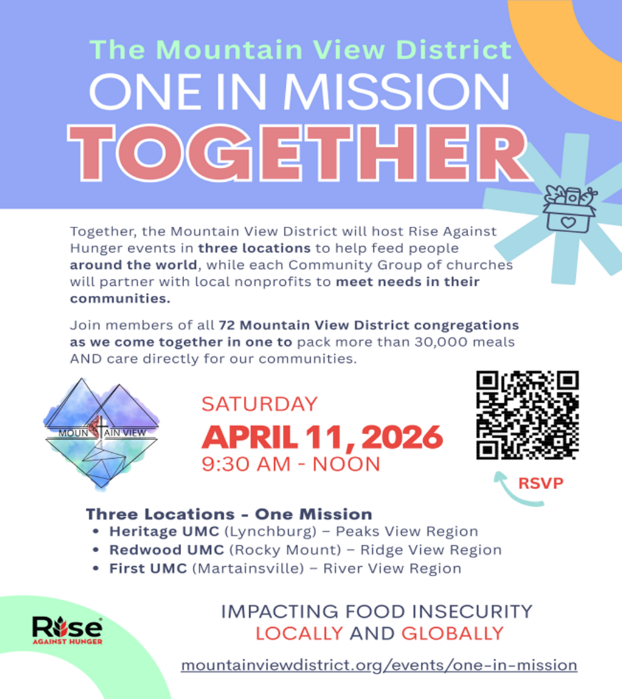 The Mountain View District
ONE IN MISSION
TOGETHER
Together, the Mountain View District will host Rise Against
Hunger events in three locations to help feed people
around the world, while each Community Group of churches
will partner with local nonprofits to meet needs in their
communities.
Join members of all 72 Mountain View District congregations
as we come together in one to pack more than 30,000 meals
AND care directly for our communities.
MOUNTAIN VIEW
SATURDAY
APRIL 11, 2026
9:30 AM - NOON
RSVP
Three Locations - One Mission
• Heritage UMC (Lynchburg) – Peaks View Region
• Redwood UMC (Rocky Mount) – Ridge View Region
• First UMC (Martainsville) – River View Region
Rise
AGAINST HUNGER
IMPACTING FOOD INSECURITY
LOCALLY AND GLOBALLY
mountainviewdistrict.org/events/one-in-mission